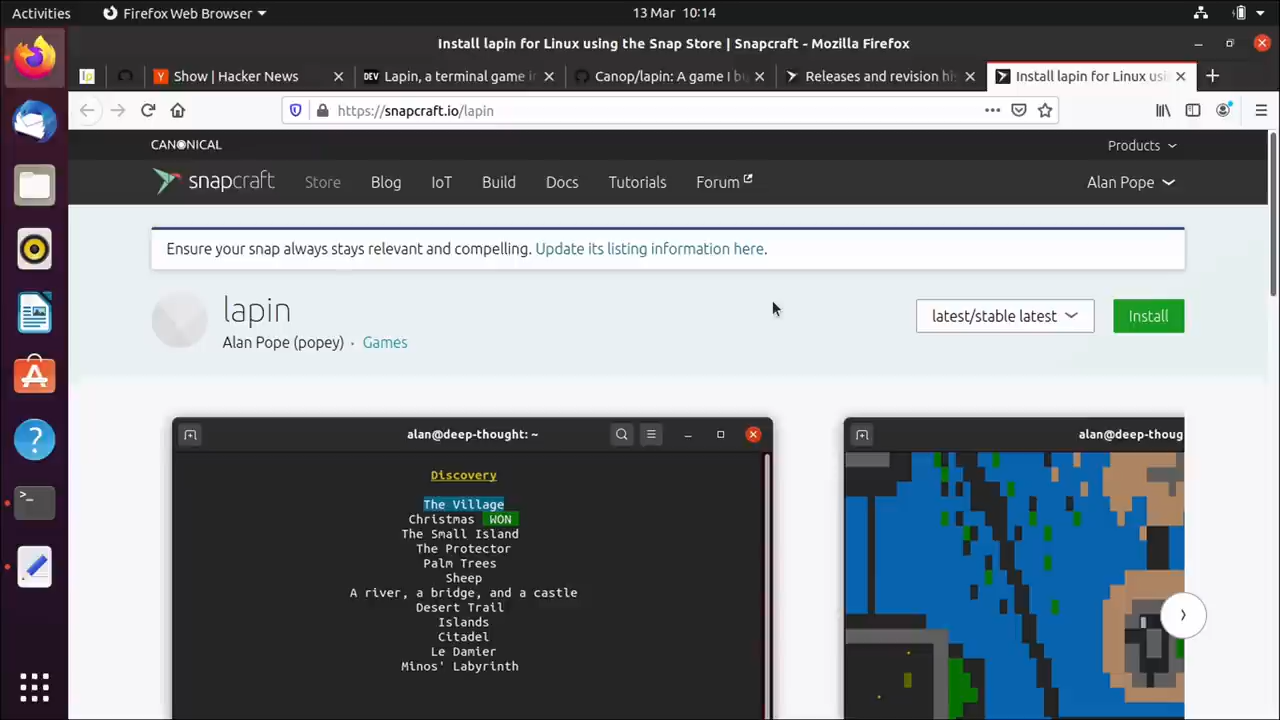 Activities
Firefox Web Browser
13 Mar 10:14
Install lapin for Linux using the Snap Store | Snapcraft - Mozilla Firefox
Show | Hacker News
DEV Lapin, a terminal game in
Canop/lapin: A game I bu
Releases and revision his
Install lapin for Linux usi
https://snapcraft.io/lapin
CANONICAL
Products
snapcraft
Store
Blog
IoT
Build
Docs
Tutorials
Forum
Alan Pope
Ensure your snap always stays relevant and compelling. Update its listing information here.
lapin
Alan Pope (popey) · Games
latest/stable latest
Install
alan@deep-thought: ~
Discovery
The Village
Christmas WON
The Small Island
The Protector
Palm Trees
Sheep
A river, a bridge, and a castle
Desert Trail
Islands
Citadel
Le Damier
Minos' Labyrinth
alan@deep-thoug